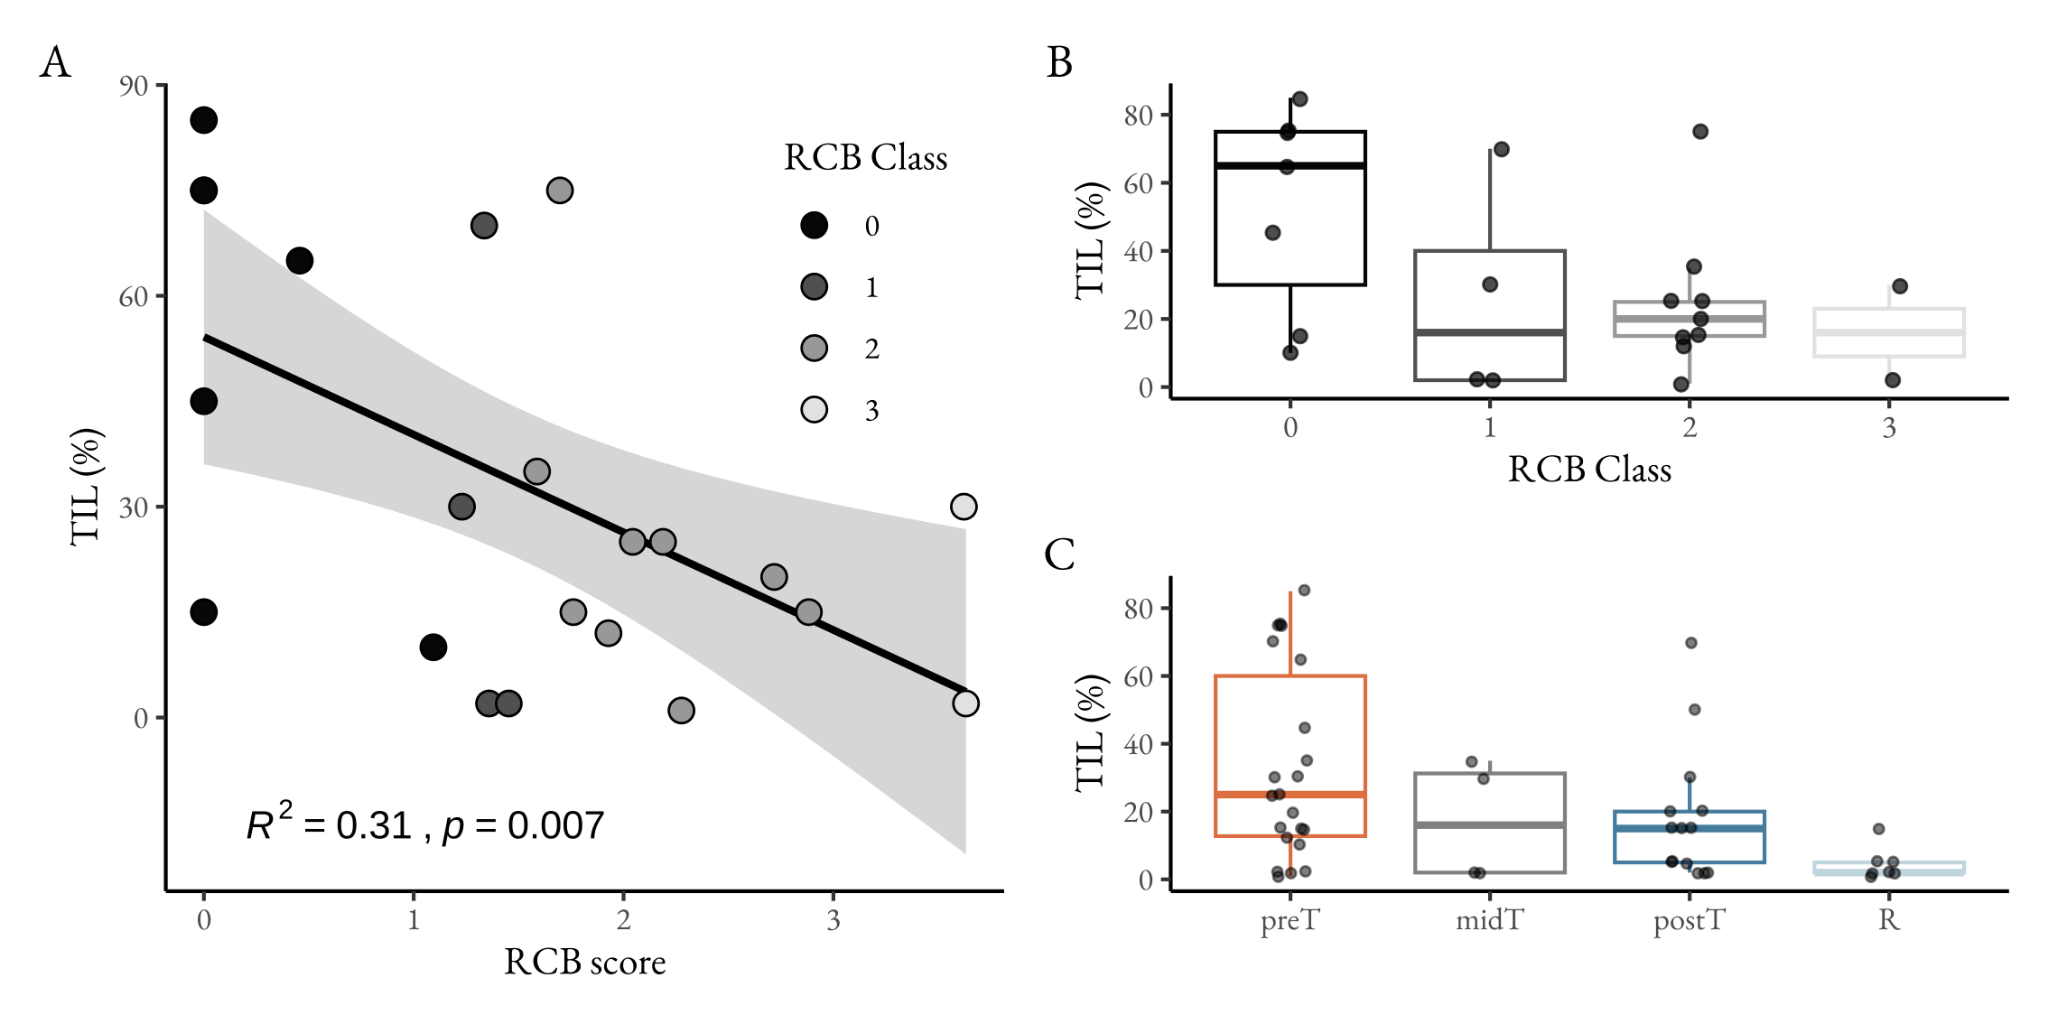 A
90
60
30
0
TIL (%)
RCB Class
0
1
2
3
R² = 0.31 , p = 0.007
0 1 2 3
RCB score
B
80
60
40
20
0
TIL (%)
0 1 2 3
RCB Class
C
80
60
40
20
0
TIL (%)
preT midT postT R